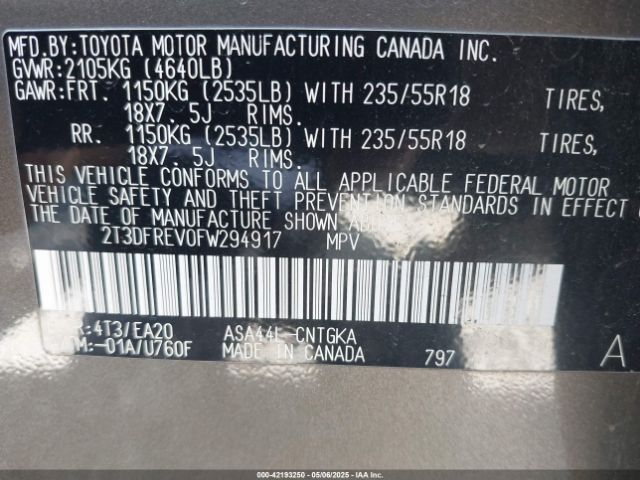 MFD.BY:TOYOTA MOTOR MANUFACTURING CANADA INC.
GVWR:2105KG (4640LB)
GAWR:FRT. 1150KG (2535LB) WITH 235/55R18 TIRES,
18X7.5J RIMS.
RR. 1150KG (2535LB) WITH 235/55R18 TIRES,
18X7.5J RIMS.
THIS VEHICLE CONFORMS TO ALL APPLICABLE FEDERAL MOTOR
VEHICLE SAFETY AND THEFT PREVENTION STANDARDS IN EFFECT
THE DATE OF MANUFACTURE SHOWN ABOVE.
2T3DFREV0FW294917 MPV
:4T3/EA20 ASA44L-CNTGKA
:-01A/U760F MADE IN CANADA 797 A
000-42193250 - 05/06/2025 - IAAI.COM